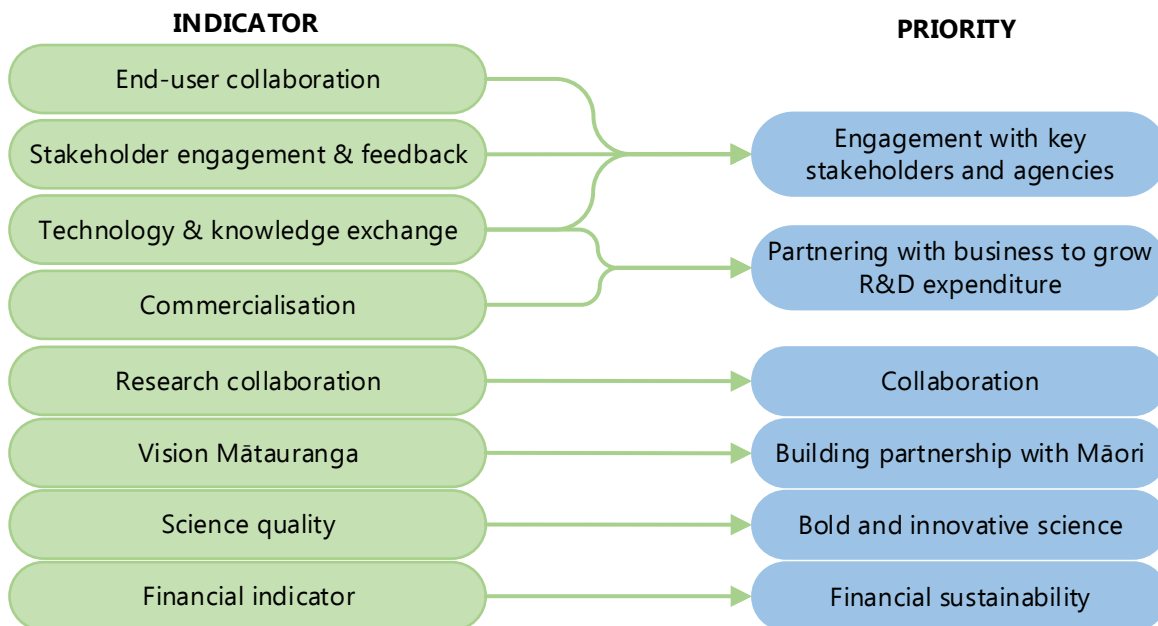 INDICATOR
PRIORITY
End-user collaboration
Stakeholder engagement & feedback
Technology & knowledge exchange
Commercialisation
Research collaboration
Vision Mātauranga
Science quality
Financial indicator
Engagement with key
stakeholders and agencies
Partnering with business to grow
R&D expenditure
Collaboration
Building partnership with Māori
Bold and innovative science
Financial sustainability